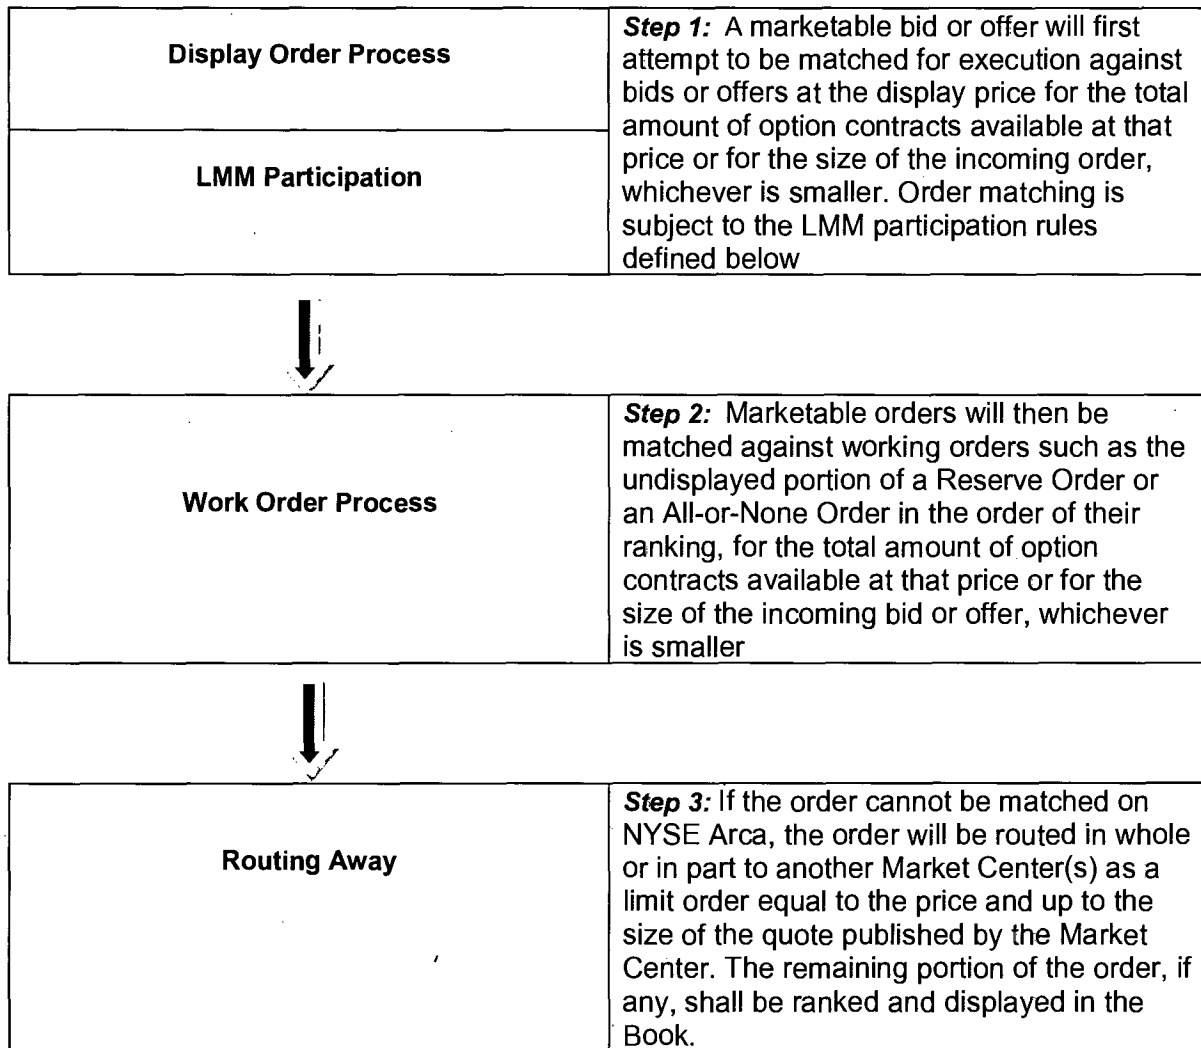 Display Order Process
LMM Participation
Step 1: A marketable bid or offer will first
attempt to be matched for execution against
bids or offers at the display price for the total
amount of option contracts available at that
price or for the size of the incoming order,
whichever is smaller. Order matching is
subject to the LMM participation rules
defined below
Work Order Process
Step 2: Marketable orders will then be
matched against working orders such as the
undisplayed portion of a Reserve Order or
an All-or-None Order in the order of their
ranking, for the total amount of option
contracts available at that price or for the
size of the incoming bid or offer, whichever
is smaller
Routing Away
Step 3: If the order cannot be matched on
NYSE Arca, the order will be routed in whole
or in part to another Market Center(s) as a
limit order equal to the price and up to the
size of the quote published by the Market
Center. The remaining portion of the order, if
any, shall be ranked and displayed in the
Book.